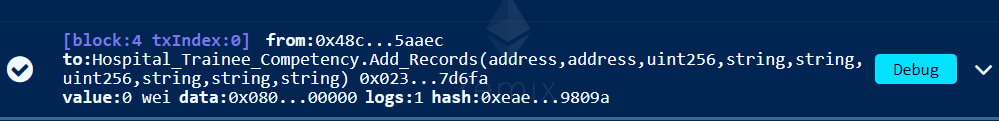 [block:4 txIndex:0] from:0x48c...5aaec
to:Hospital_Trainee_Competency.Add_Records(address,address,uint256,string,string,
uint256,string,string,string) 0x023...7d6fa
value:0 wei data:0x080...00000 logs:1 hash:0xeae...9809a
Debug